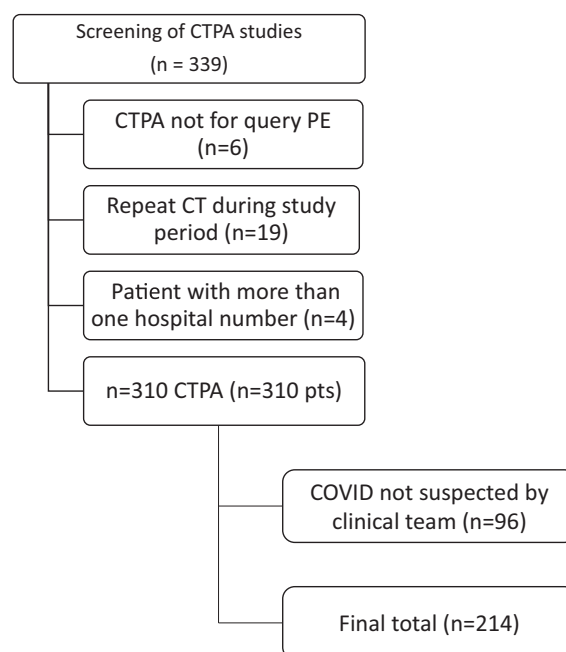 Screening of CTPA studies
(n = 339)
CTPA not for query PE
(n=6)
Repeat CT during study
period (n=19)
Patient with more than
one hospital number (n=4)
n=310 CTPA (n=310 pts)
COVID not suspected by
clinical team (n=96)
Final total (n=214)